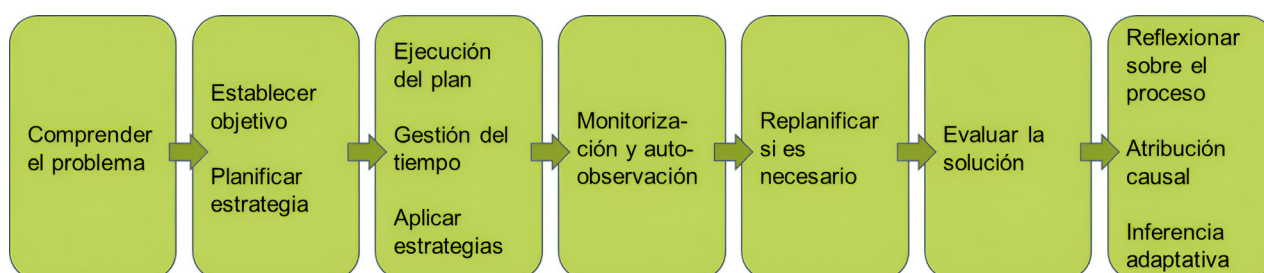 Comprender
el problema
Establecer
objetivo
Planificar
estrategia
Ejecución
del plan
Gestión del
tiempo
Aplicar
estrategias
Monitoriza-
ción y auto-
observación
Replanificar
si es
necesario
Evaluar la
solución
Reflexionar
sobre el
proceso
Atribución
causal
Inferencia
adaptativa